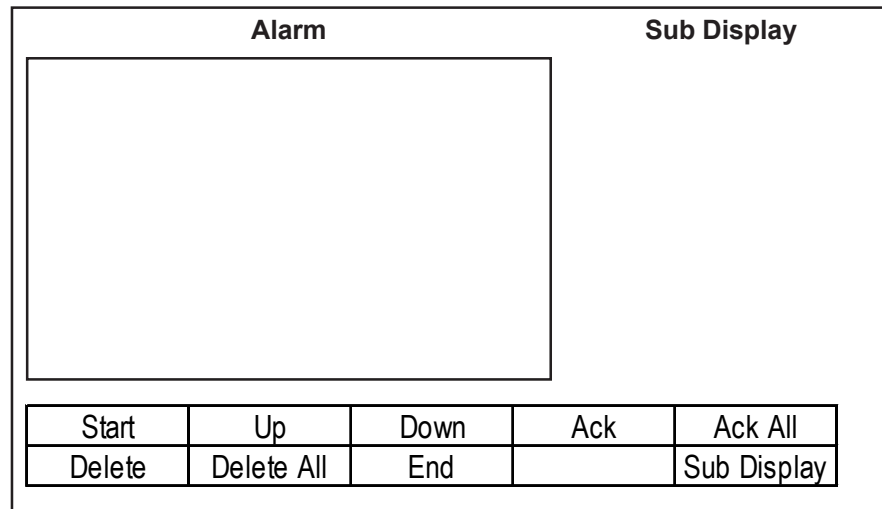 Alarm Sub Display
Start Up Down Ack Ack All
Delete Delete All End Sub Display